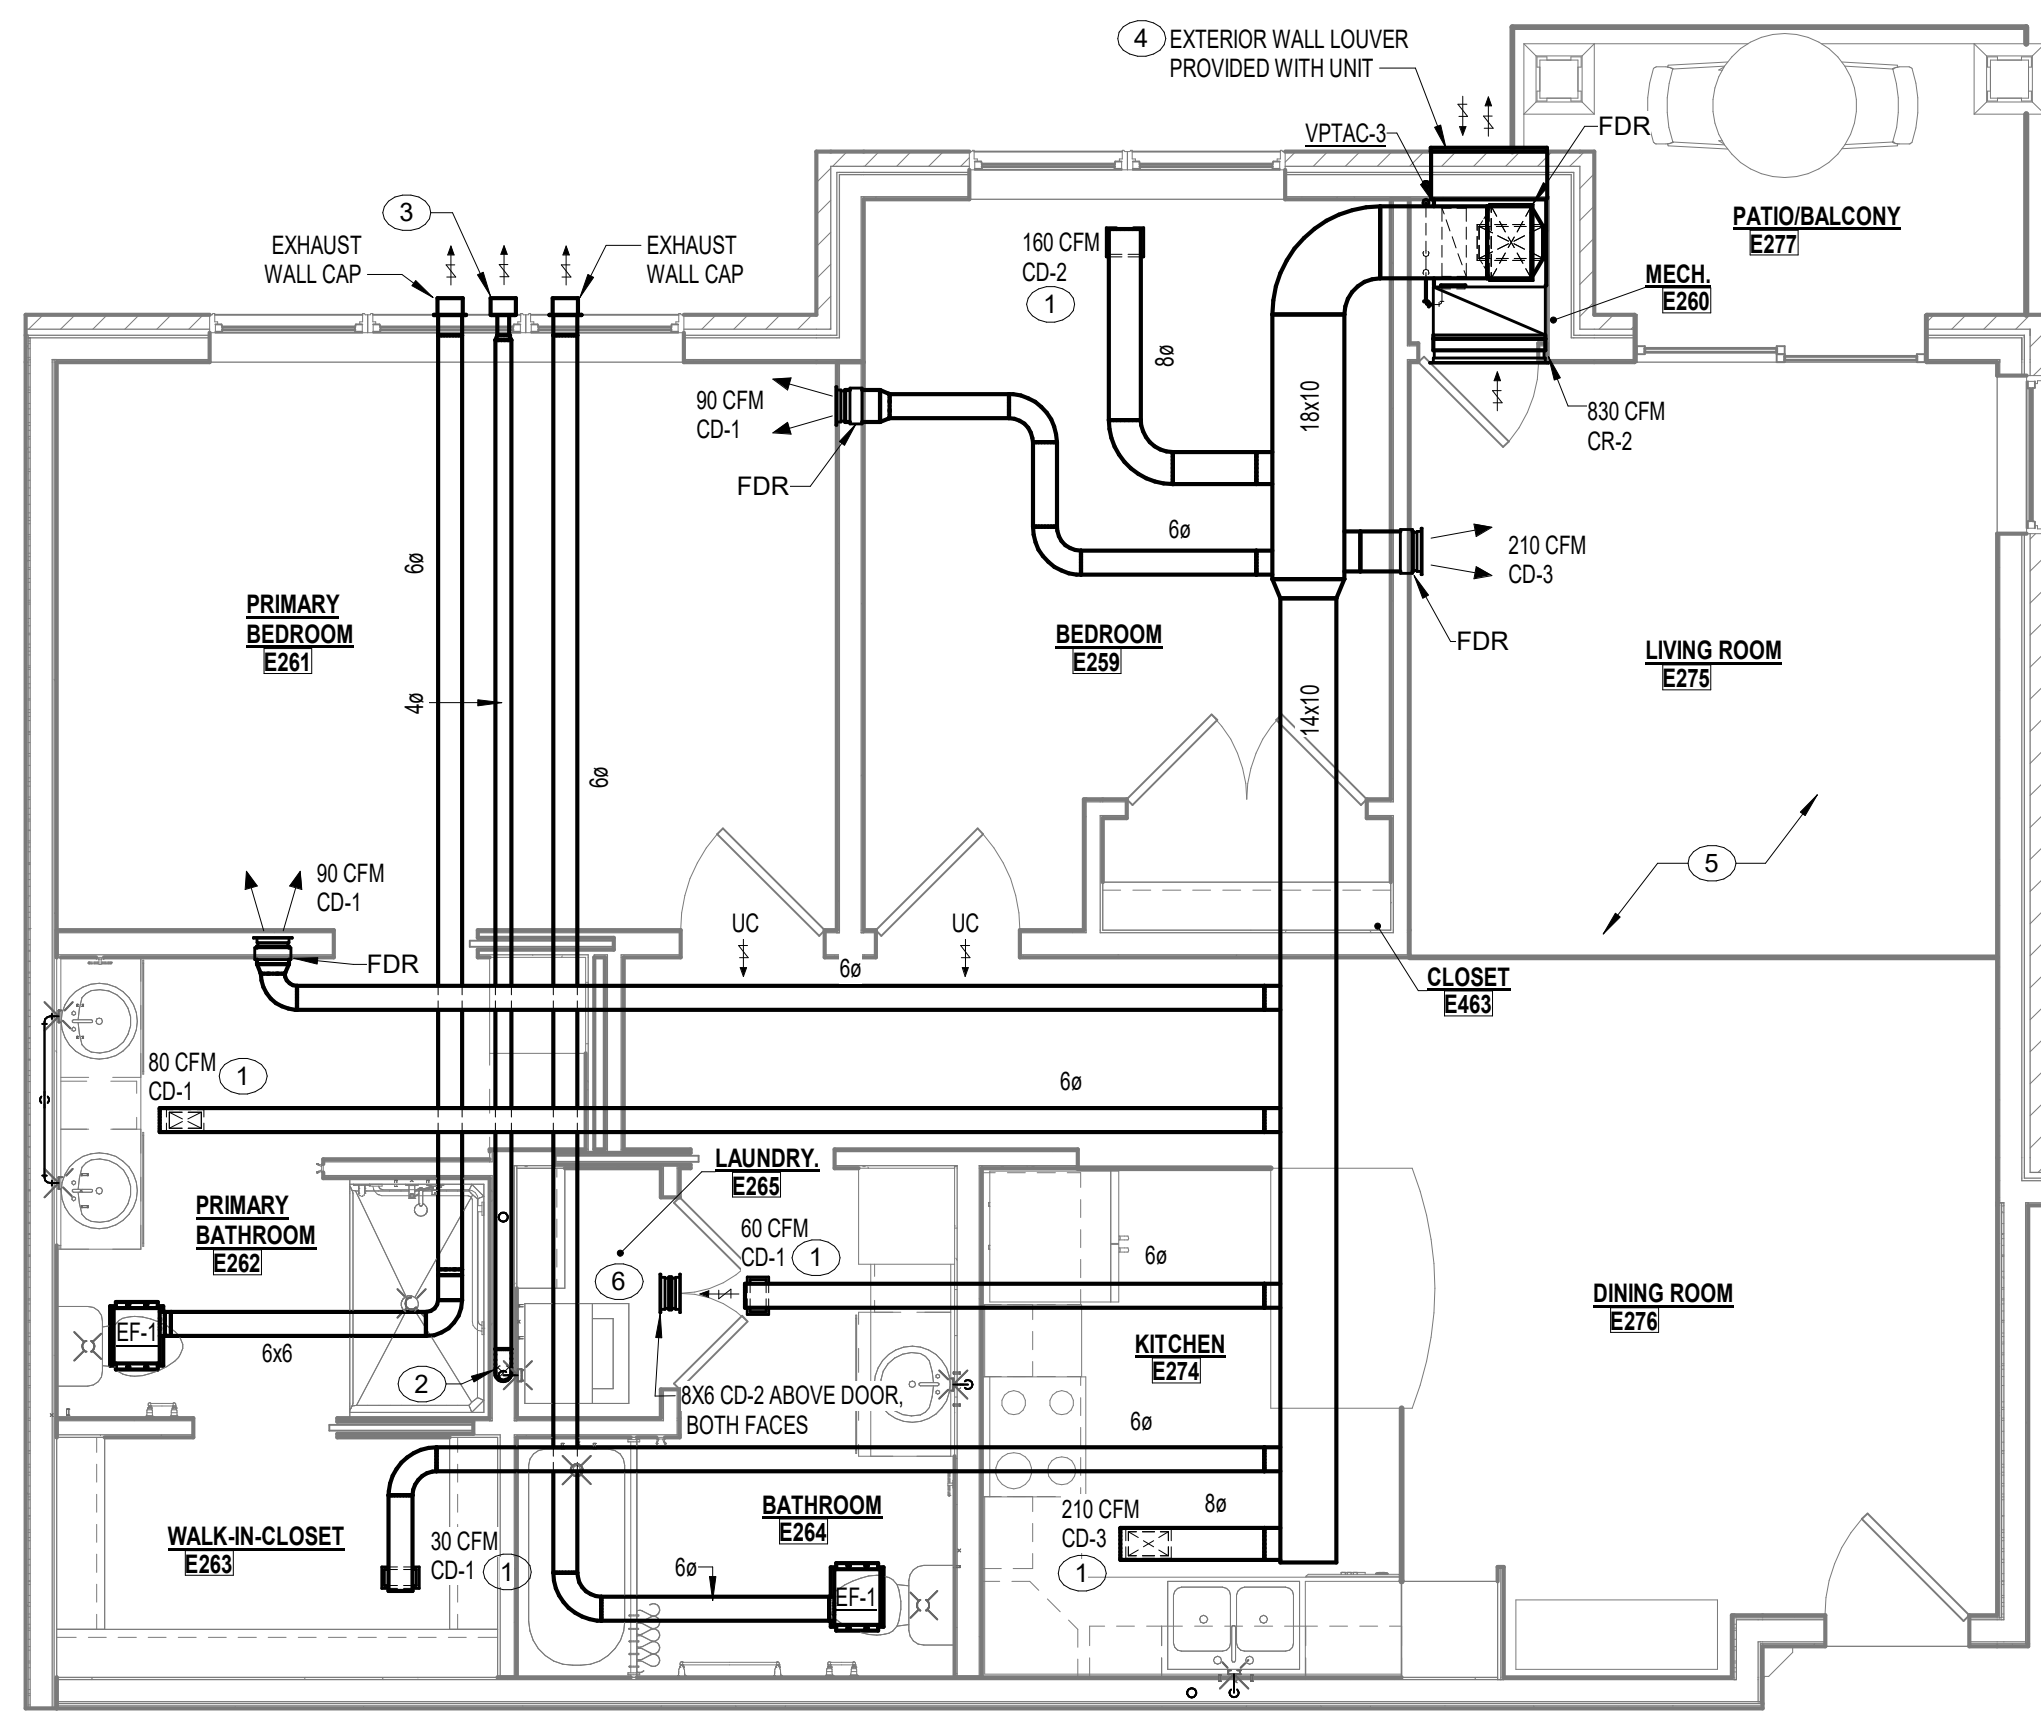 4
EXTERIOR WALL LOUVER
PROVIDED WITH UNIT
VPTAC-3
FDR
PATIO/BALCONY
E277
MECH.
E260
3
EXHAUST
WALL CAP
EXHAUST
WALL CAP
160 CFM
CD-2
1
8ø
18x10
830 CFM
CR-2
90 CFM
CD-1
FDR
6ø
210 CFM
CD-3
FDR
6ø
PRIMARY
BEDROOM
E261
BEDROOM
E259
LIVING ROOM
E275
4ø
14x10
6ø
5
90 CFM
CD-1
FDR
UC
UC
6ø
CLOSET
E463
80 CFM
CD-1
1
6ø
LAUNDRY.
E265
PRIMARY
BATHROOM
E262
60 CFM
CD-1
1
6ø
6
DINING ROOM
E276
EF-1
6x6
KITCHEN
E274
2
8X6 CD-2 ABOVE DOOR,
BOTH FACES
6ø
BATHROOM
E264
210 CFM
CD-3
1
8ø
WALK-IN-CLOSET
E263
30 CFM
CD-1
1
6ø
EF-1